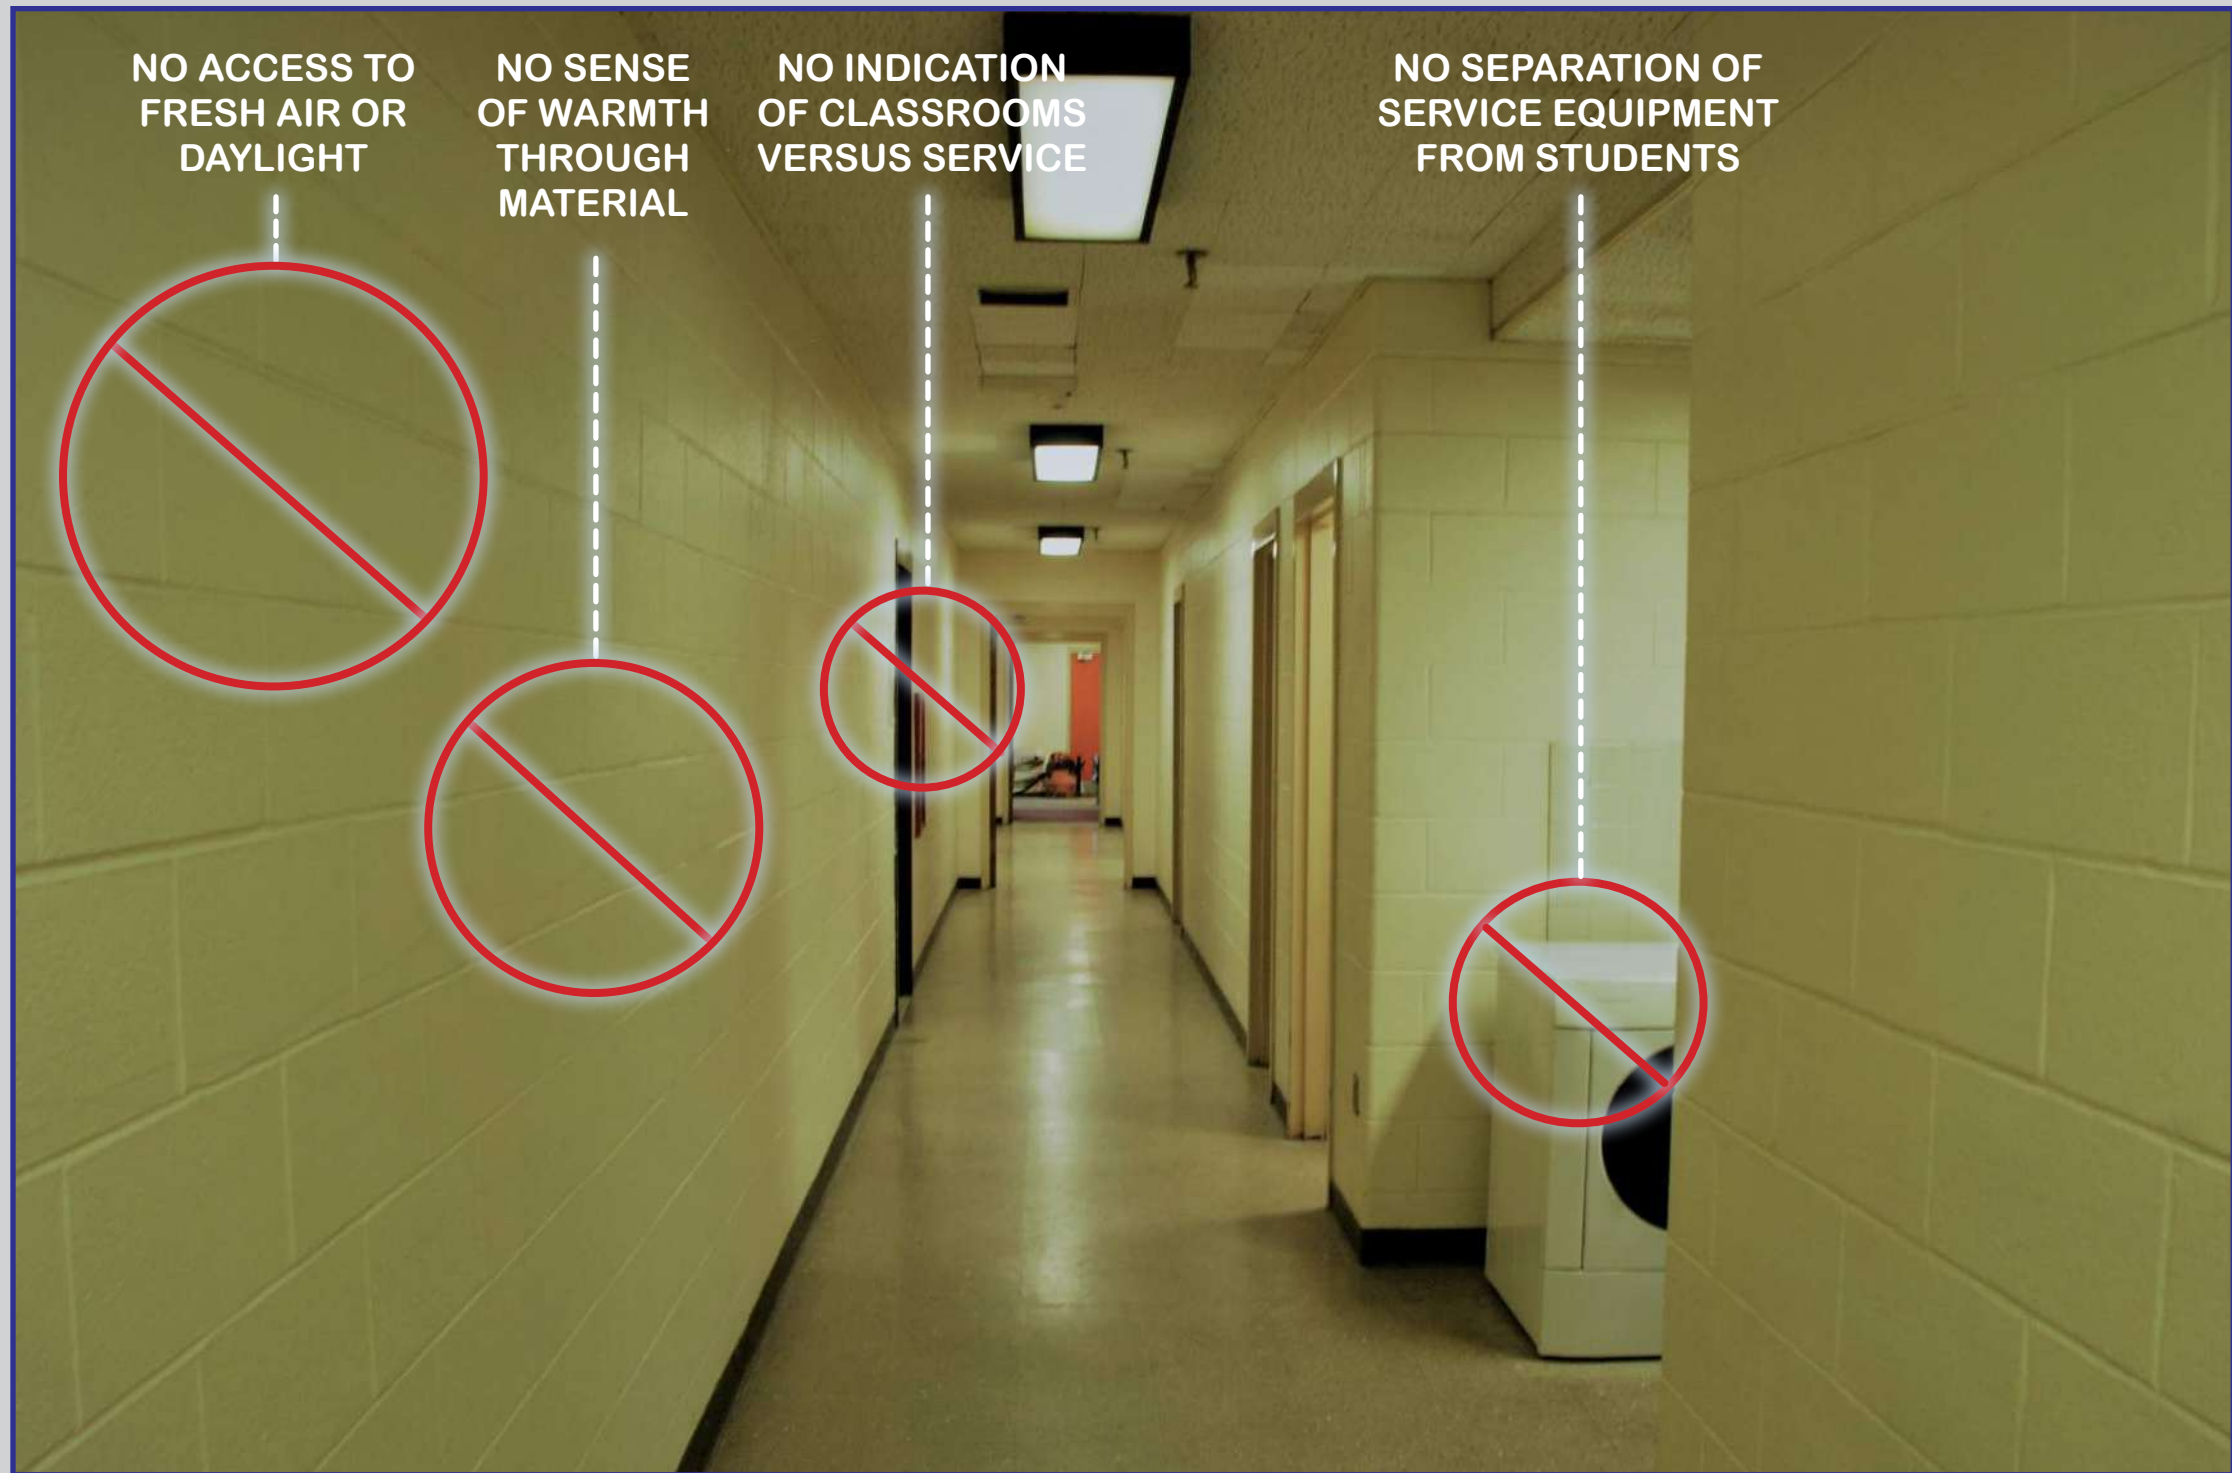 NO ACCESS TO
FRESH AIR OR
DAYLIGHT
NO SENSE
OF WARMTH
THROUGH
MATERIAL
NO INDICATION
OF CLASSROOMS
VERSUS SERVICE
NO SEPARATION OF
SERVICE EQUIPMENT
FROM STUDENTS